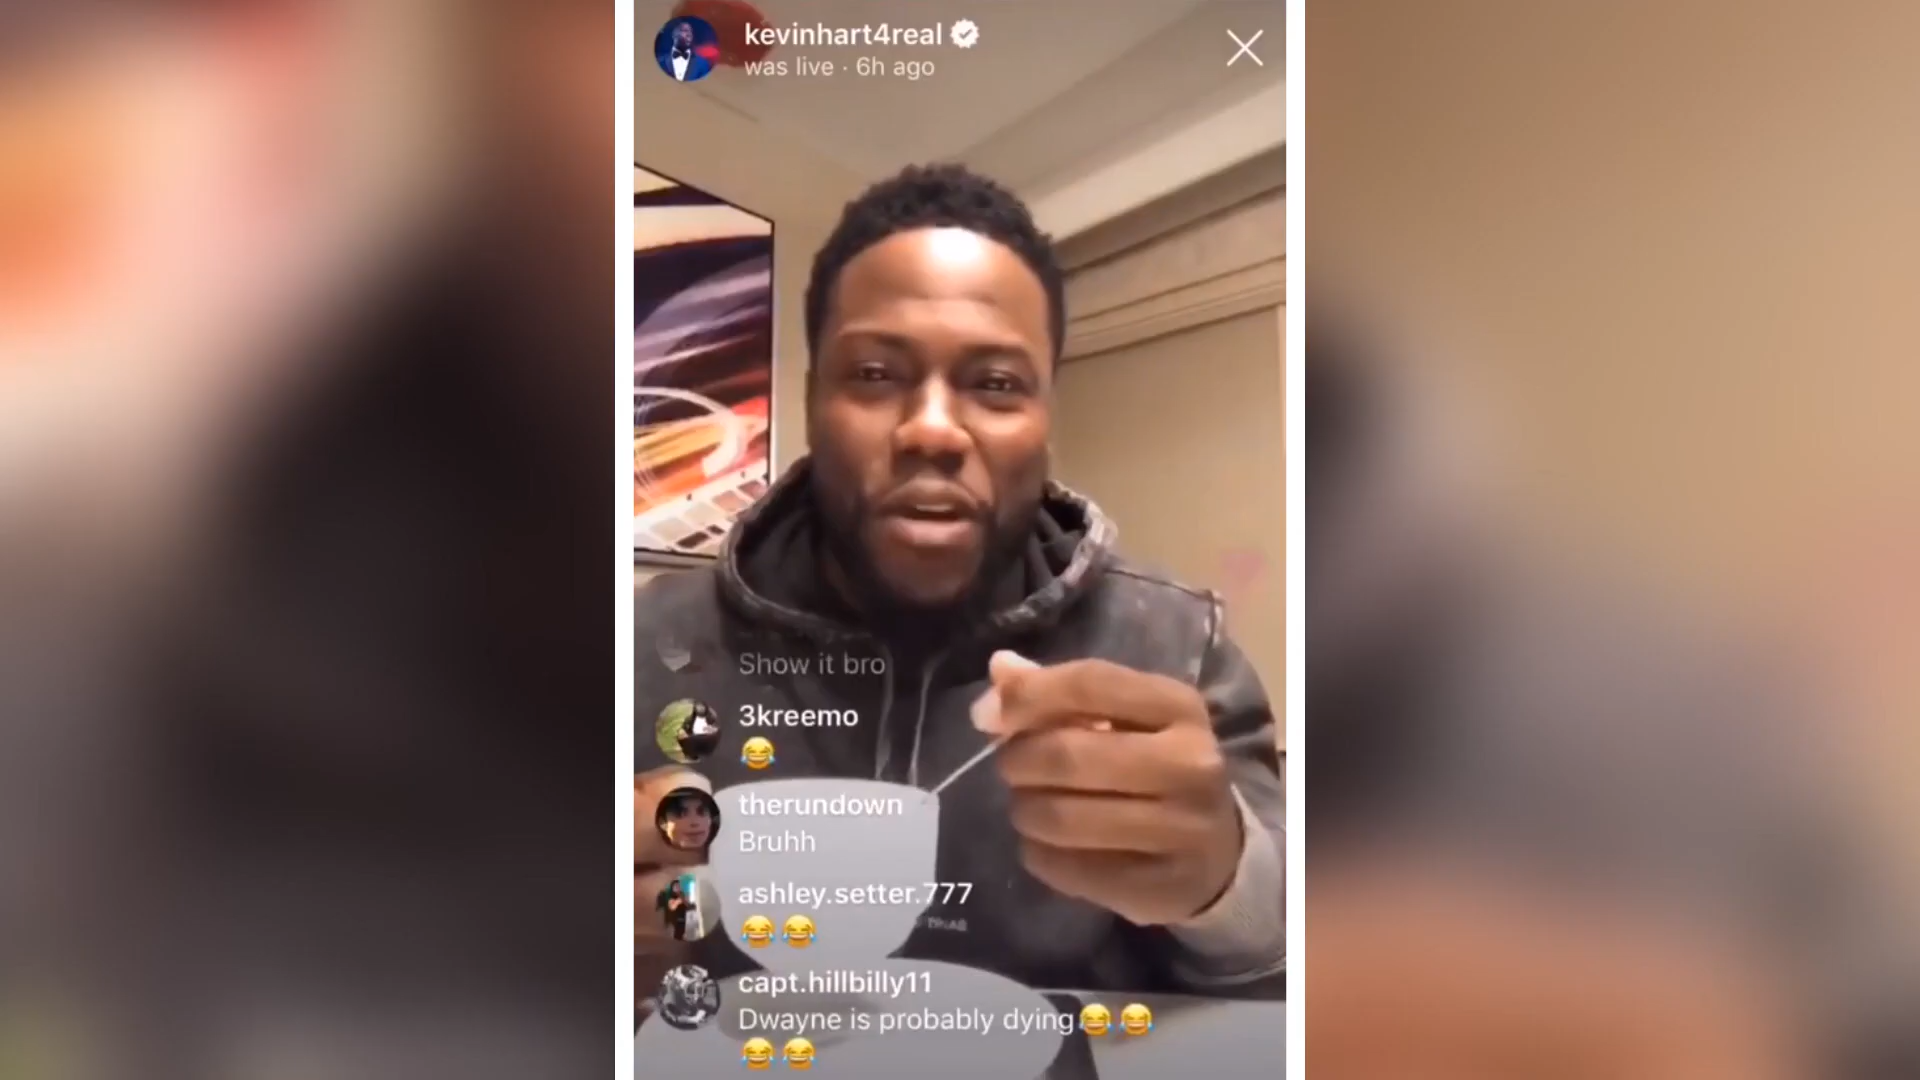 kevinhart4real
was live · 6h ago
Show it bro
3kreemo
😂
therundown
Bruhh
ashley.setter.777
😂😂
capt.hillbilly11
Dwayne is probably dying😂😂
😂😂